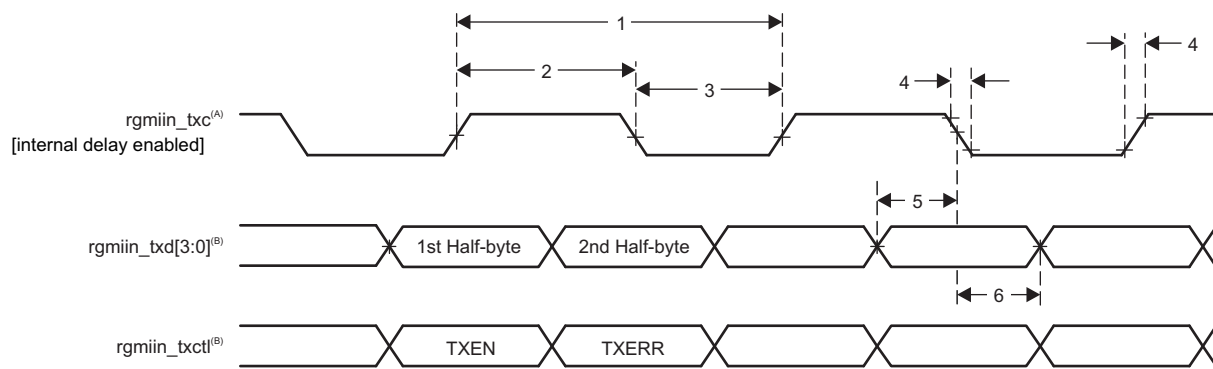 1
2
3
4
4
rgmiin_txc(A)
[internal delay enabled]
5
rgmiin_txd[3:0](B)
1st Half-byte
2nd Half-byte
6
rgmiin_txctl(B)
TXEN
TXERR